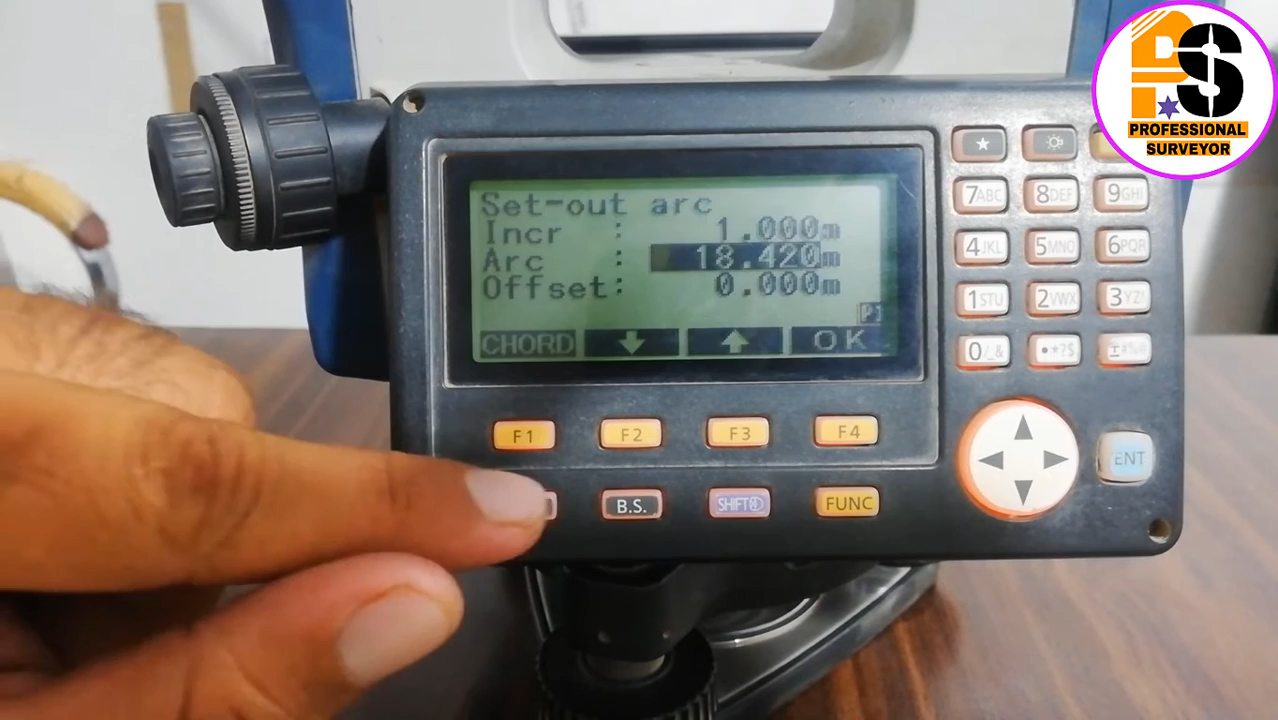 PS
PROFESSIONAL
SURVEYOR
Set-out arc
Incr : 1.000m
Arc : 18.420m
Offset: 0.000m
P1
CHORD OK
7ABC 8DEF 9GHI
4JKL 5MNO 6PQR
1STU 2VWX 3YZ!
0/_& •*?$
F1 F2 F3 F4
B.S. SHIFT FUNC
ENT